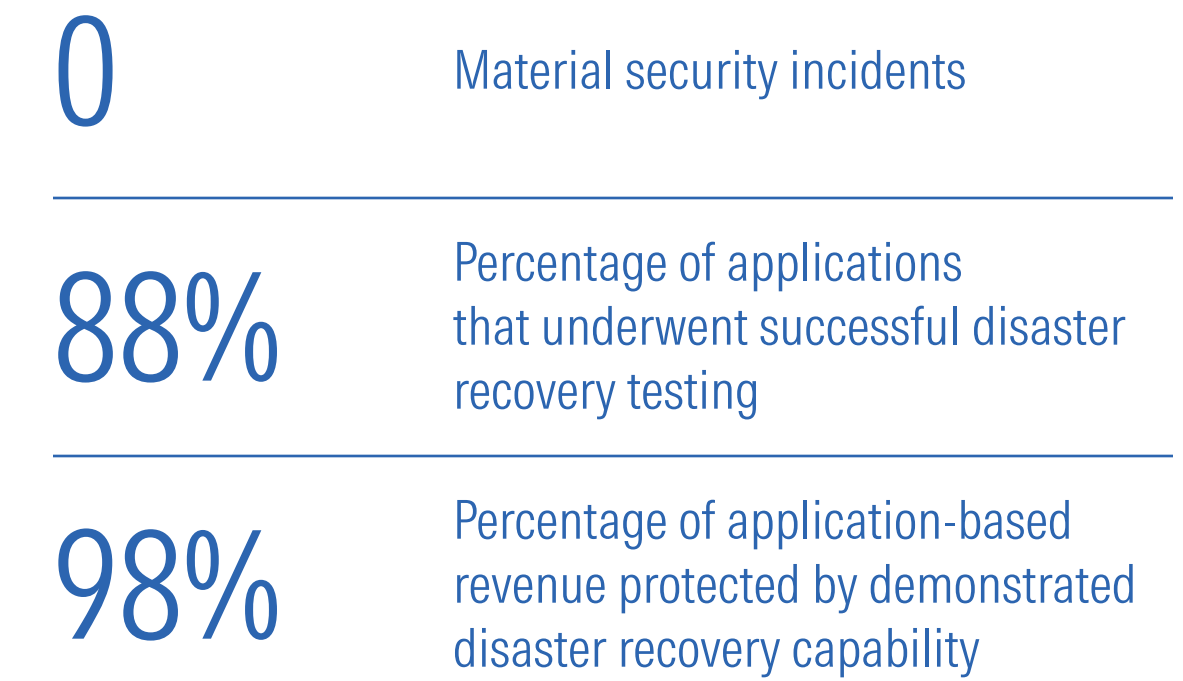 0
Material security incidents
88%
Percentage of applications
that underwent successful disaster
recovery testing
98%
Percentage of application-based
revenue protected by demonstrated
disaster recovery capability